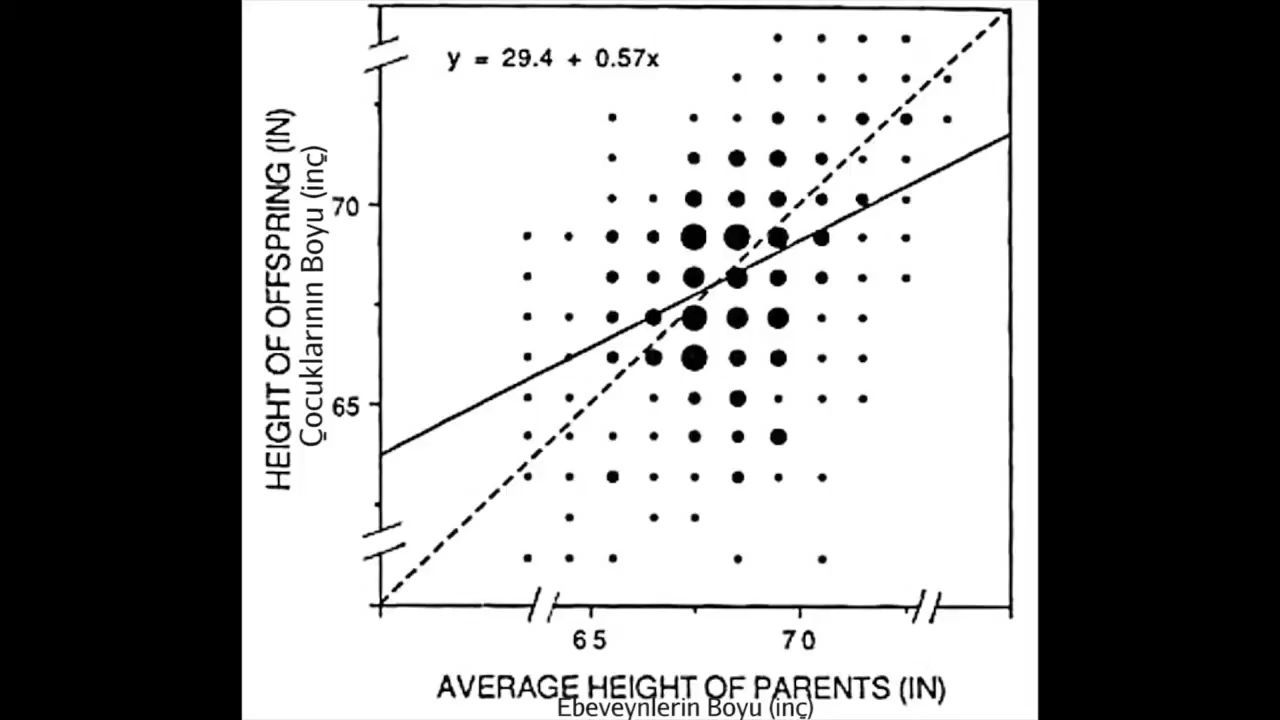 y = 29.4 + 0.57x
HEIGHT OF OFFSPRING (IN)
Çocuklarının Boyu (inç)
70
65
65 70
AVERAGE HEIGHT OF PARENTS (IN)
Ebeveynlerin Boyu (inç)